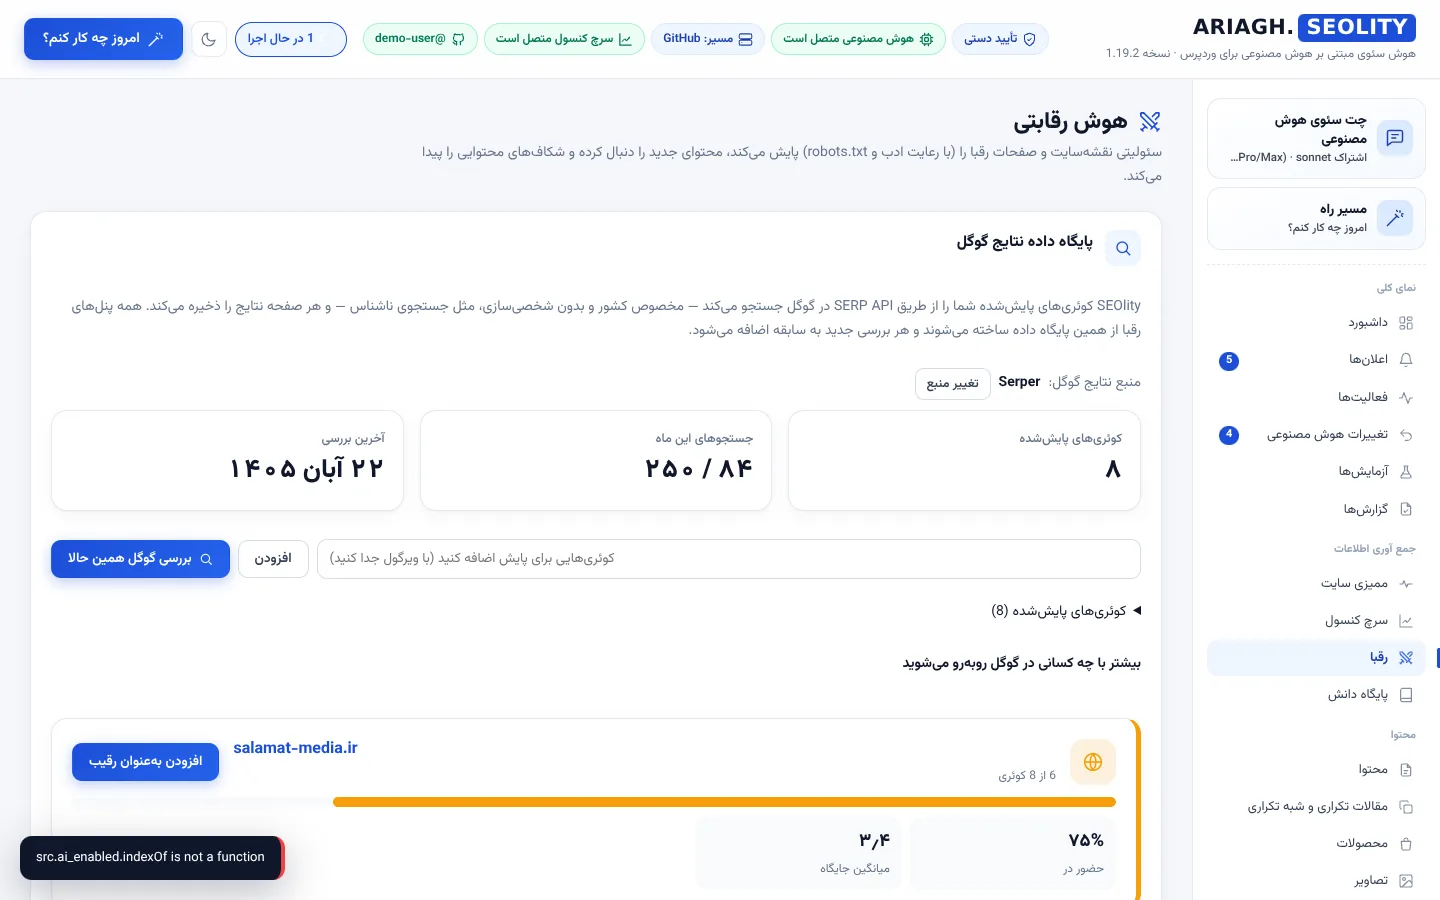 ARIAGH. SEOLITY
هوش سئوی مبتنی بر هوش مصنوعی برای وردپرس · نسخه 1.19.2
تأیید دستی
هوش مصنوعی متصل است
مسیر: GitHub
سرچ کنسول متصل است
@demo-user
1 در حال اجرا
امروز چه کار کنم؟
چت سئوی هوش
مصنوعی
اشتراک Pro/Max) · sonnet…
مسیر راه
امروز چه کار کنم؟
نمای کلی
داشبورد
اعلان‌ها
5
فعالیت‌ها
تغییرات هوش مصنوعی
4
آزمایش‌ها
گزارش‌ها
جمع آوری اطلاعات
ممیزی سایت
سرچ کنسول
رقبا
پایگاه دانش
محتوا
محتوا
مقالات تکراری و شبه تکراری
محصولات
تصاویر
هوش رقابتی
سئولیتی نقشه‌سایت و صفحات رقبا را (با رعایت ادب و robots.txt) پایش می‌کند، محتوای جدید را دنبال کرده و شکاف‌های محتوایی را پیدا
می‌کند.
پایگاه داده نتایج گوگل
SEOlity کوئری‌های پایش‌شده شما را از طریق SERP API در گوگل جستجو می‌کند — مخصوص کشور و بدون شخصی‌سازی، مثل جستجوی ناشناس — و هر صفحه نتایج را ذخیره می‌کند. همه پنل‌های
رقبا از همین پایگاه داده ساخته می‌شوند و هر بررسی جدید به سابقه اضافه می‌شود.
منبع نتایج گوگل: Serper تغییر منبع
کوئری‌های پایش‌شده
۸
جستجوهای این ماه
۸۴ / ۲۵۰
آخرین بررسی
۲۲ آبان ۱۴۰۵
کوئری‌هایی برای پایش اضافه کنید (با ویرگول جدا کنید)
افزودن
بررسی گوگل همین حالا
کوئری‌های پایش‌شده (8)
بیشتر با چه کسانی در گوگل روبه‌رو می‌شوید
salamat-media.ir
6 از 8 کوئری
افزودن به‌عنوان رقیب
۷۵%
حضور در
۳٫۴
میانگین جایگاه
src.ai_enabled.indexOf is not a function